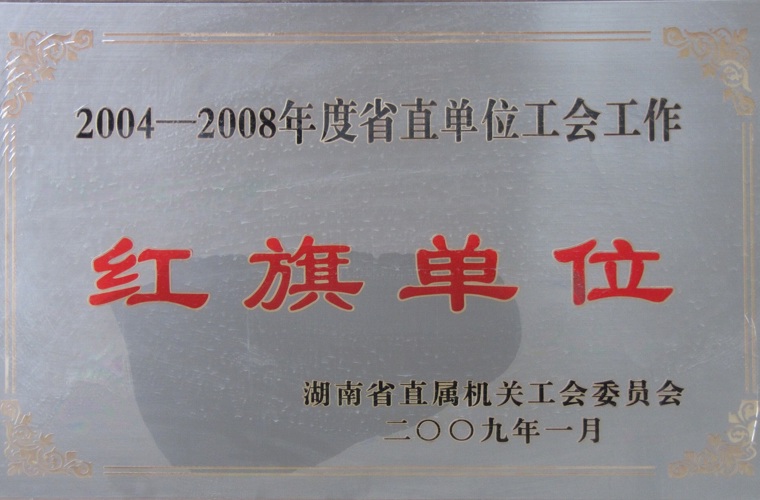 2004—2008年度省直单位工会工作
红旗单位
湖南省直属机关工会委员会
二〇〇九年一月